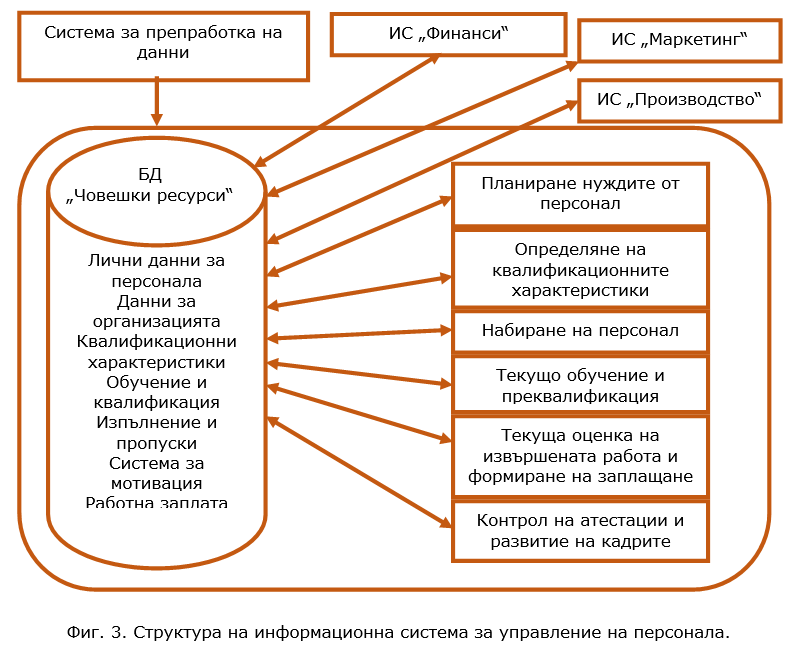 Система за препработка на
данни
ИС „Финанси“
ИС „Маркетинг“
ИС „Производство“
БД
„Човешки ресурси“
Лични данни за
персонала
Данни за
организацията
Квалификационни
характеристики
Обучение и
квалификация
Изпълнение и
пропуски
Система за
мотивация
Работна заплата
Планиране нуждите от
персонал
Определяне на
квалификационните
характеристики
Набиране на персонал
Текущо обучение и
преквалификация
Текуща оценка на
извършената работа и
формиране на заплащане
Контрол на атестации и
развитие на кадрите
Фиг. 3. Структура на информационна система за управление на персонала.